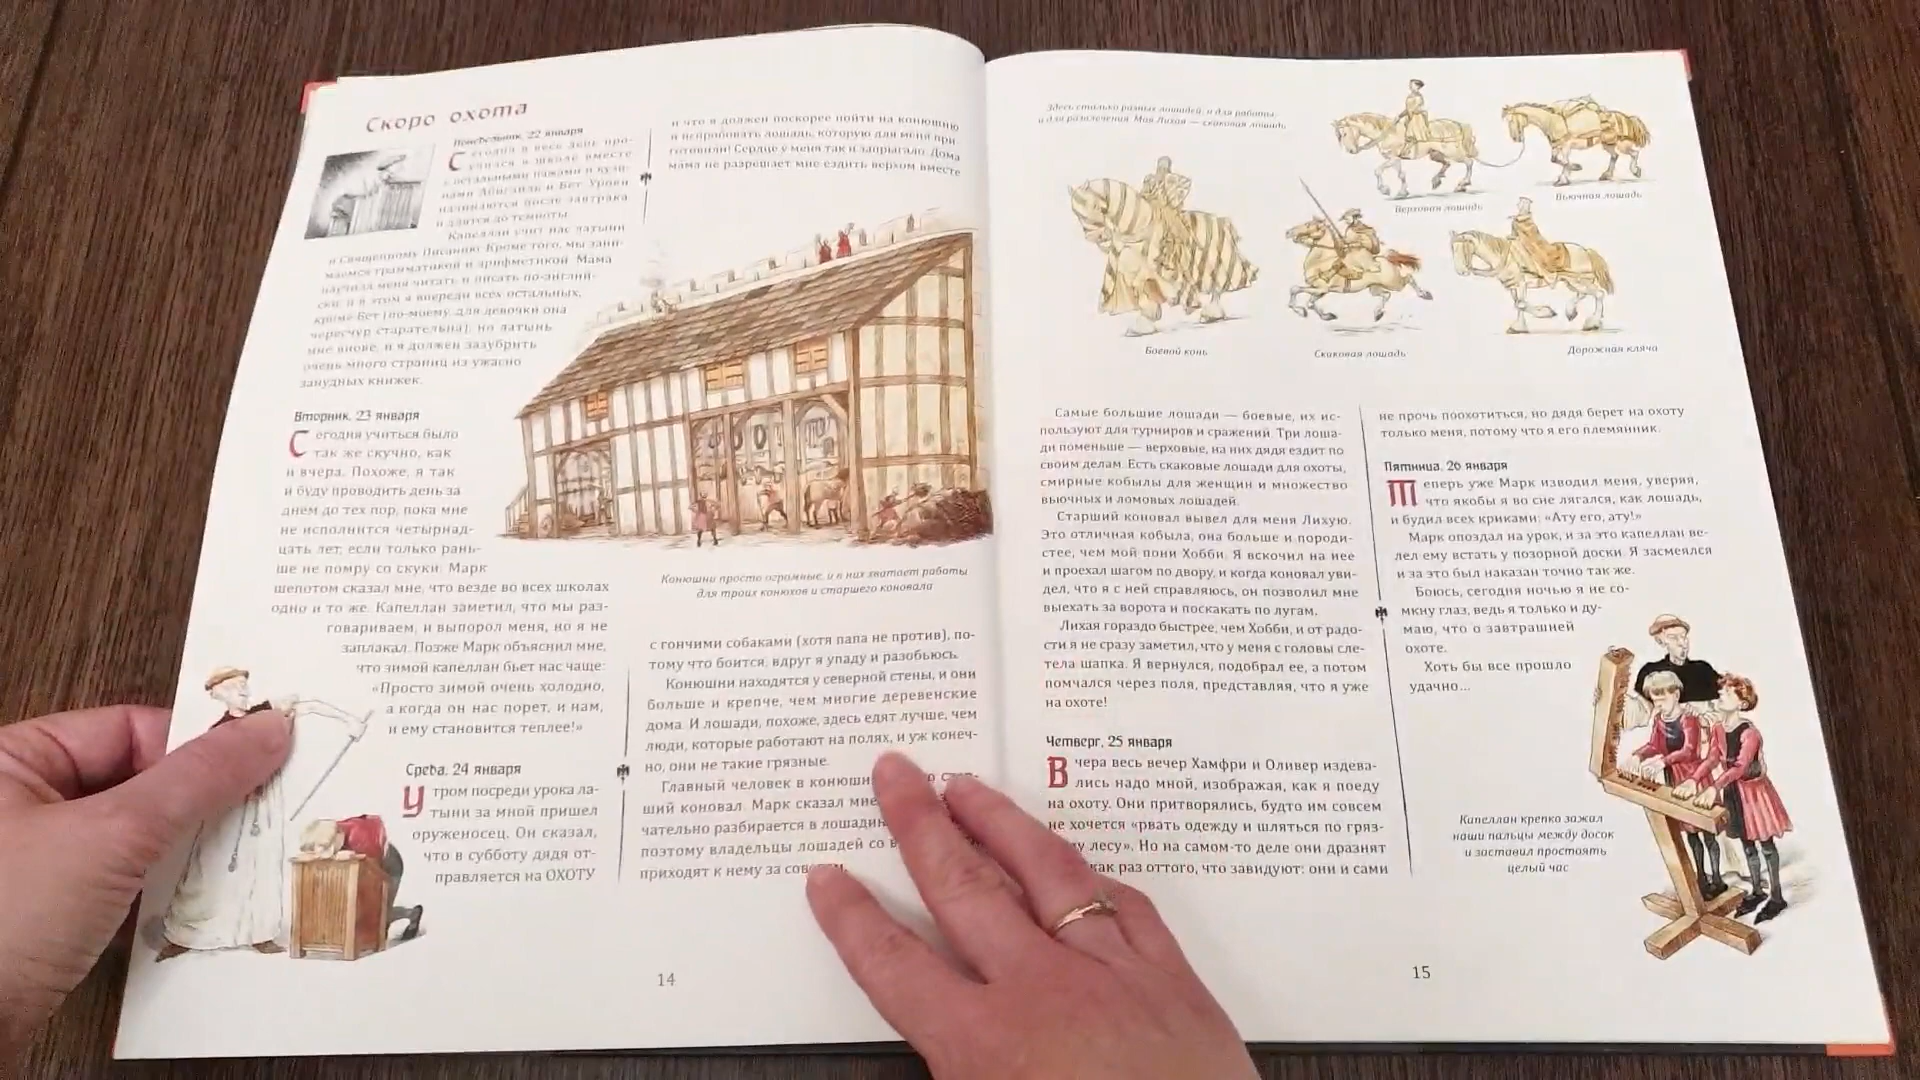 Скоро охота
Понедельник, 22 января
Сегодня я весь день про-
с остальными пажами и кузи-
нами Абигайль и Бет. Уроки
начинаются после завтрака
и длятся до темноты.
Капеллан учит нас латыни
и Священному Писанию. Кроме того, мы зани-
маемся грамматикой и арифметикой. Мама
научила меня читать и писать по-англий-
ски, и в этом я впереди всех остальных,
кроме Бет (по-моему, для девочки она
чересчур старательна), но латынь
мне внове, и я должен зазубрить
очень много страниц из ужасно
занудных книжек.
Вторник, 23 января
Сегодня учиться было
так же скучно, как
и вчера. Похоже, я так
и буду проводить день за
днем до тех пор, пока мне
не исполнится четырнад-
цать лет, если только рань-
ше не помру со скуки. Марк
шепотом сказал мне, что везде во всех школах
одно и то же. Капеллан заметил, что мы раз-
говариваем, и выпорол меня, но я не
заплакал. Позже Марк объяснил мне,
что зимой капеллан бьет нас чаще:
«Просто зимой очень холодно,
а когда он нас порет, и нам,
и ему становится теплее!»
Среда, 24 января
Утром посреди урока ла-
тыни за мной пришел
оруженосец. Он сказал,
что в субботу дядя от-
правляется на ОХОТУ
и что я должен поскорее пойти на конюшню
и испробовать лошадь, которую для меня при-
готовили! Сердце у меня так и запрыгало. Дома
мама не разрешает мне ездить верхом вместе
Конюшни просто огромные, и в них хватает работы
для троих конюхов и старшего коновала
с гончими собаками (хотя папа не против), по-
тому что боится, вдруг я упаду и разобьюсь.
Конюшни находятся у северной стены, и они
больше и крепче, чем многие деревенские
дома. И лошади, похоже, здесь едят лучше, чем
люди, которые работают на полях, и уж конеч-
но, они не такие грязные.
Главный человек в конюшне
ший коновал. Марк сказал мне
чательно разбирается в лошадях
поэтому владельцы лошадей со в
приходят к нему за советом.
14
Здесь столько разных лошадей: и для работы,
и для развлечения. Моя Лихая — скаковая лошадь
Верховая лошадь
Вьючная лошадь
Боевой конь
Скаковая лошадь
Дорожная кляча
Самые большие лошади — боевые, их ис-
пользуют для турниров и сражений. Три лоша-
ди поменьше — верховые, на них дядя ездит по
своим делам. Есть скаковые лошади для охоты,
смирные кобылы для женщин и множество
вьючных и ломовых лошадей.
Старший коновал вывел для меня Лихую.
Это отличная кобыла, она больше и породи-
стее, чем мой пони Хобби. Я вскочил на нее
и проехал шагом по двору, и когда коновал уви-
дел, что я с ней справляюсь, он позволил мне
выехать за ворота и поскакать по лугам.
Лихая гораздо быстрее, чем Хобби, и от радо-
сти я не сразу заметил, что у меня с головы сле-
тела шапка. Я вернулся, подобрал ее, а потом
помчался через поля, представляя, что я уже
на охоте!
Четверг, 25 января
Вчера весь вечер Хамфри и Оливер издева-
лись надо мной, изображая, как я поеду
на охоту. Они притворялись, будто им совсем
не хочется «рвать одежду и шляться по гряз-
му лесу». Но на самом-то деле они дразнят
как раз оттого, что завидуют: они и сами
не прочь поохотиться, но дядя берет на охоту
только меня, потому что я его племянник.
Пятница, 26 января
Теперь уже Марк изводил меня, уверяя,
что якобы я во сне лягался, как лошадь,
и будил всех криками: «Ату его, ату!»
Марк опоздал на урок, и за это капеллан ве-
лел ему встать у позорной доски. Я засмеялся
и за это был наказан точно так же.
Боюсь, сегодня ночью я не со-
мкну глаз, ведь я только и ду-
маю, что о завтрашней
охоте.
Хоть бы все прошло
удачно...
Капеллан крепко зажал
наши пальцы между досок
и заставил простоять
целый час
15